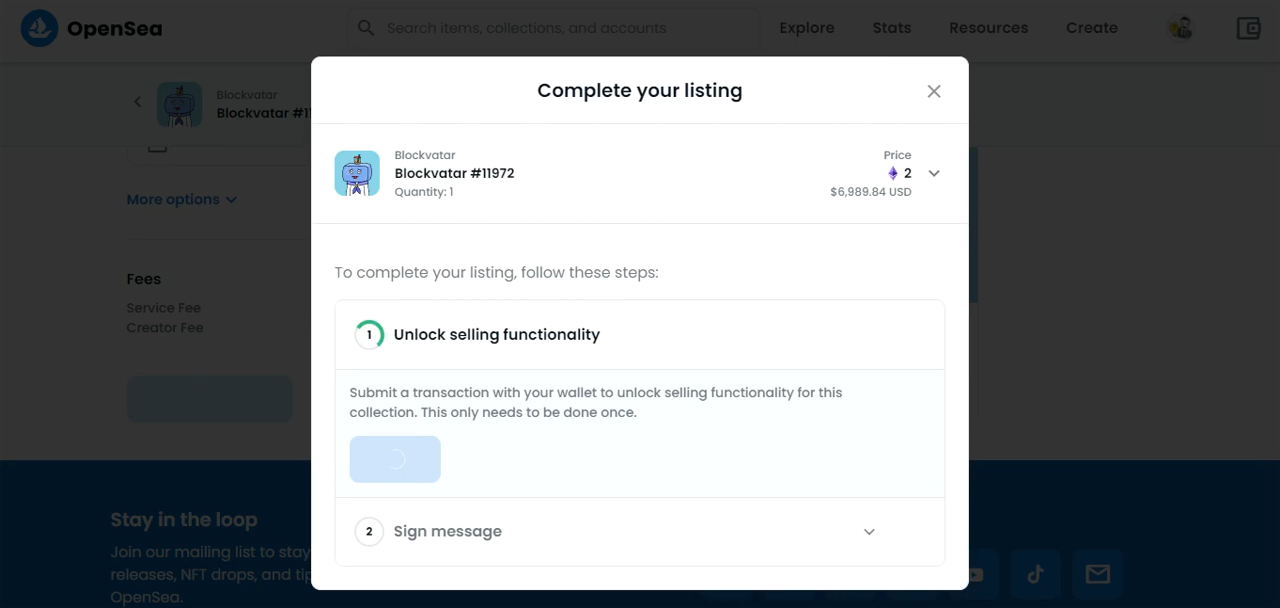 OpenSea
Search items, collections, and accounts
Explore
Stats
Resources
Create
Blockvatar
Blockvatar #11
More options
Fees
Service Fee
Creator Fee
Complete your listing
Blockvatar
Blockvatar #11972
Quantity: 1
Price
2
$6,989.84 USD
To complete your listing, follow these steps:
1 Unlock selling functionality
Submit a transaction with your wallet to unlock selling functionality for this
collection. This only needs to be done once.
2 Sign message
Stay in the loop
Join our mailing list to stay
releases, NFT drops, and tip
OpenSea.